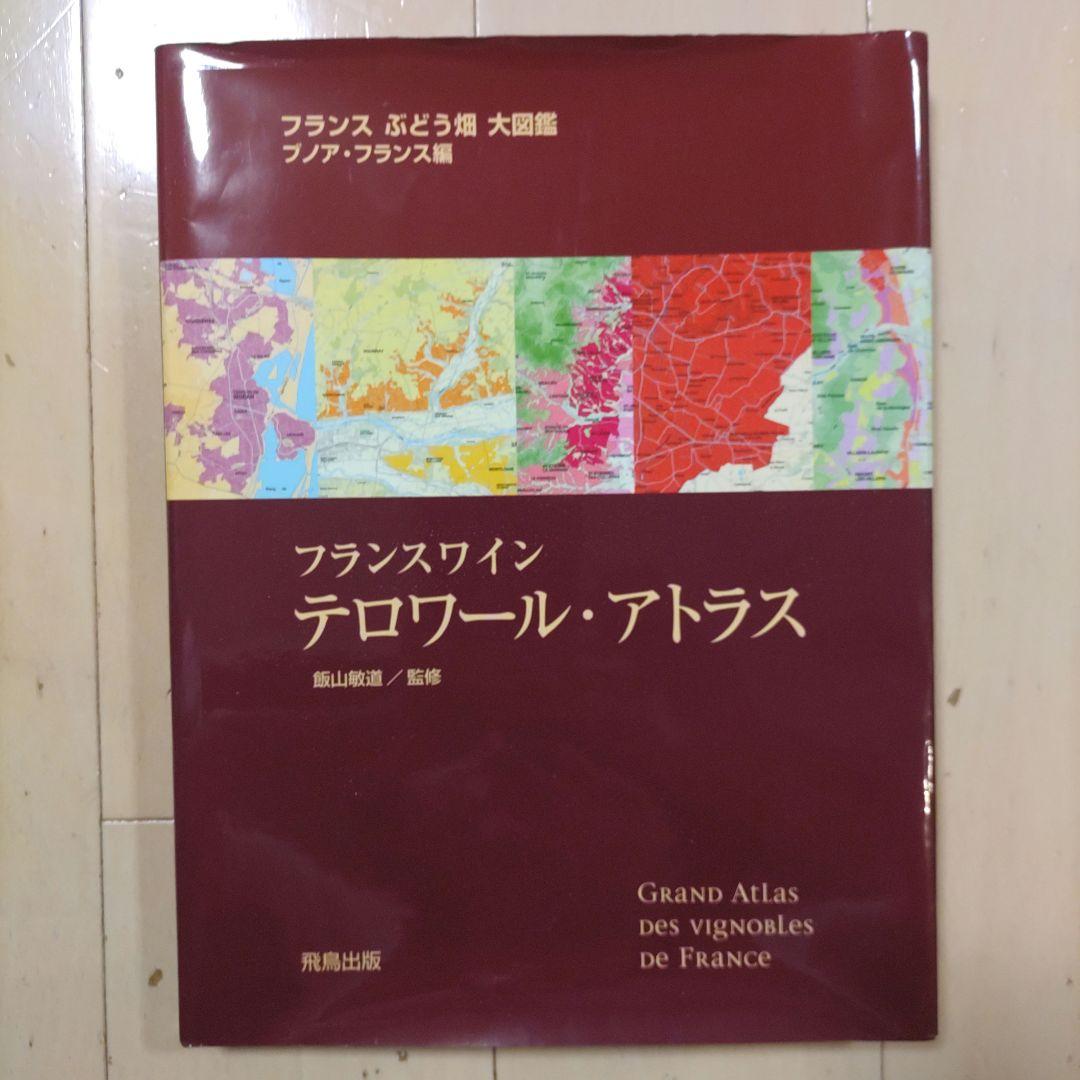 フランス ぶどう畑 大図鑑
ブノア・フランス編
フランスワイン
テロワール・アトラス
飯山敏道／監修
GRAND ATLAS
DES VIGNOBLES
DE FRANCE
飛鳥出版